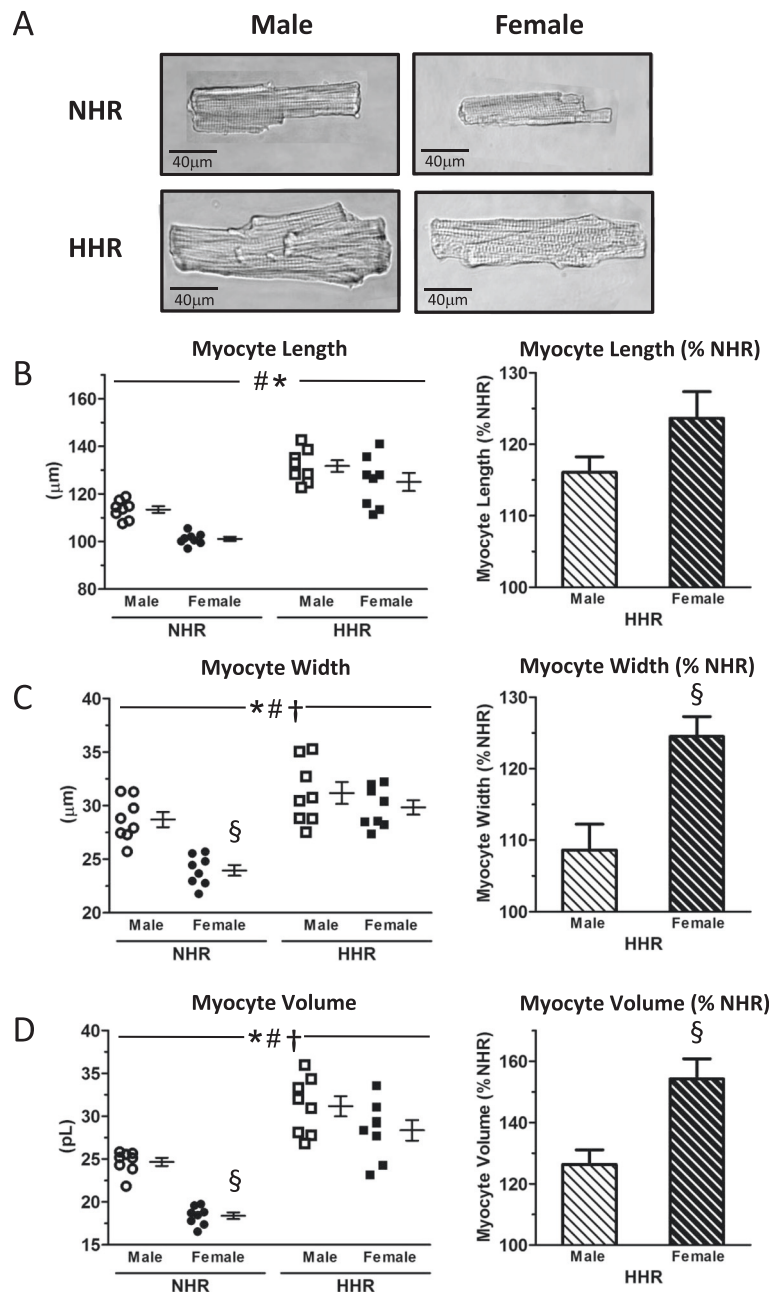 A
Male
Female
NHR
40μm
40μm
HHR
40μm
40μm
B
Myocyte Length
# *
160
140
120
100
80
(μm)
Male
Female
Male
Female
NHR
HHR
Myocyte Length (% NHR)
130
120
110
100
Myocyte Length (% NHR)
Male
Female
HHR
C
Myocyte Width
* # †
40
35
30
25
20
(μm)
§
Male
Female
Male
Female
NHR
HHR
Myocyte Width (% NHR)
§
130
120
110
100
Myocyte Width (% NHR)
Male
Female
HHR
D
Myocyte Volume
* # †
40
35
30
25
20
15
(pL)
§
Male
Female
Male
Female
NHR
HHR
Myocyte Volume (% NHR)
§
160
140
120
100
Myocyte Volume (% NHR)
Male
Female
HHR